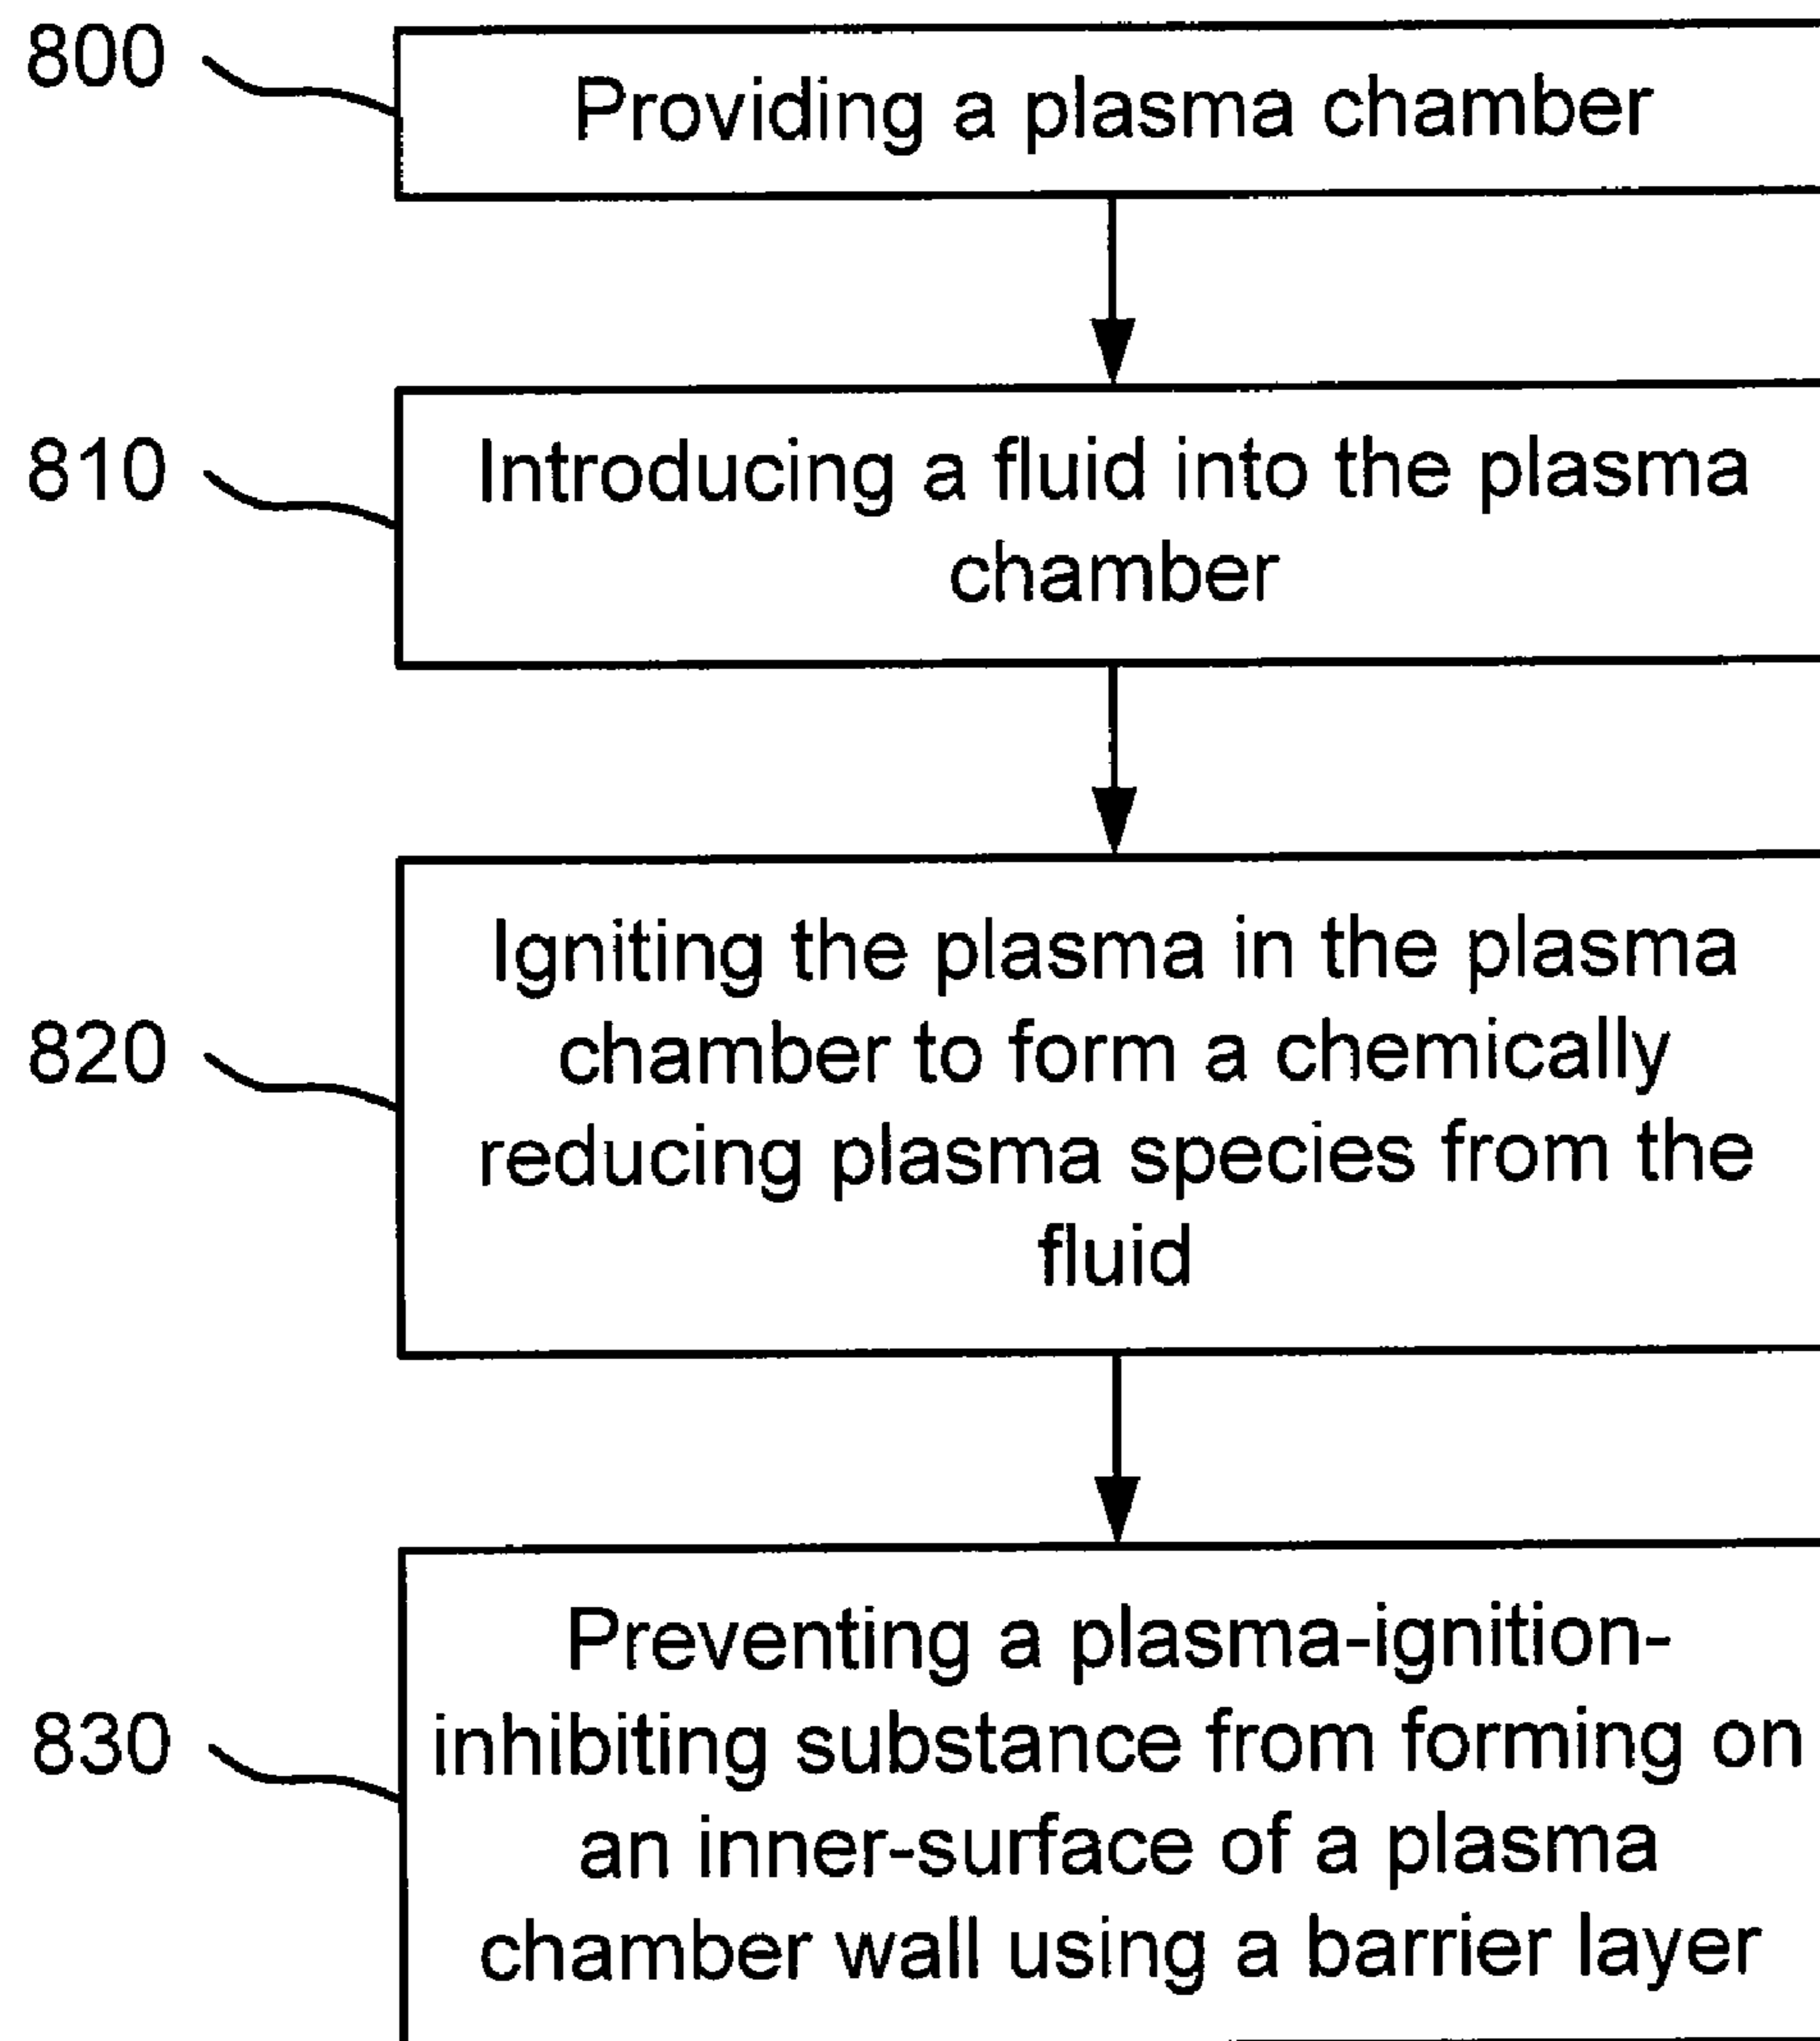 800
Providing a plasma chamber
810
Introducing a fluid into the plasma
chamber
820
Igniting the plasma in the plasma
chamber to form a chemically
reducing plasma species from the
fluid
830
Preventing a plasma-ignition-
inhibiting substance from forming on
an inner-surface of a plasma
chamber wall using a barrier layer